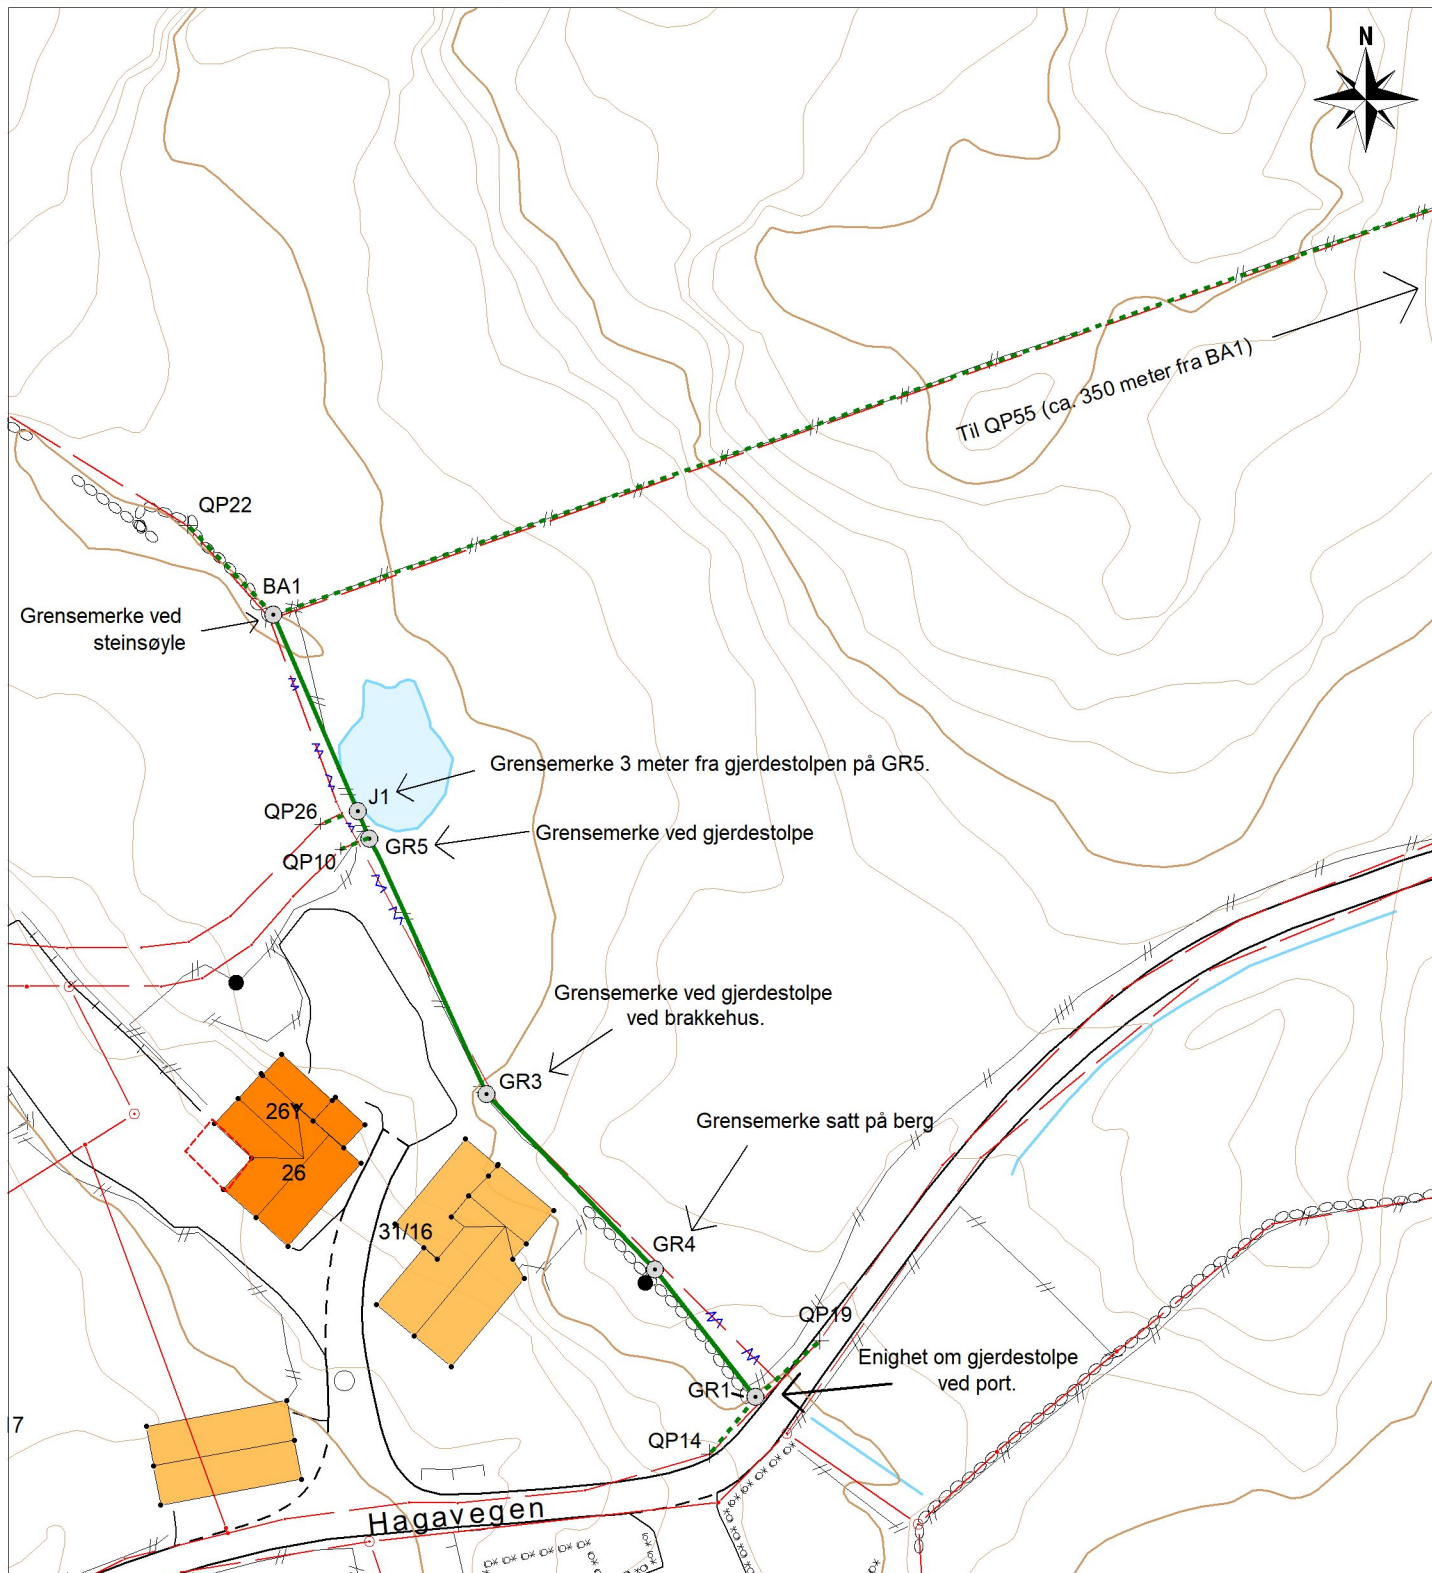 N
Til QP55 (ca. 350 meter fra BA1)
QP22
BA1
Grensemerke ved
steinsøyle
Grensemerke 3 meter fra gjerdestolpen på GR5.
J1
QP26
Grensemerke ved gjerdestolpe
GR5
QP10
Grensemerke ved gjerdestolpe
ved brakkehus.
GR3
26Y
Grensemerke satt på berg
26
31/16
GR4
QP19
Enighet om gjerdestolpe
ved port.
GR1
17
QP14
Hagavegen